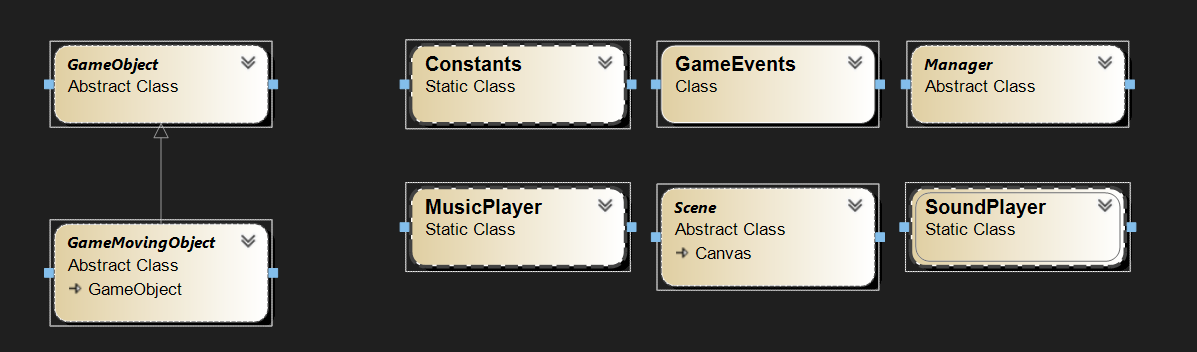 GameObject
Abstract Class
Constants
Static Class
GameEvents
Class
Manager
Abstract Class
GameMovingObject
Abstract Class
GameObject
MusicPlayer
Static Class
Scene
Abstract Class
Canvas
SoundPlayer
Static Class